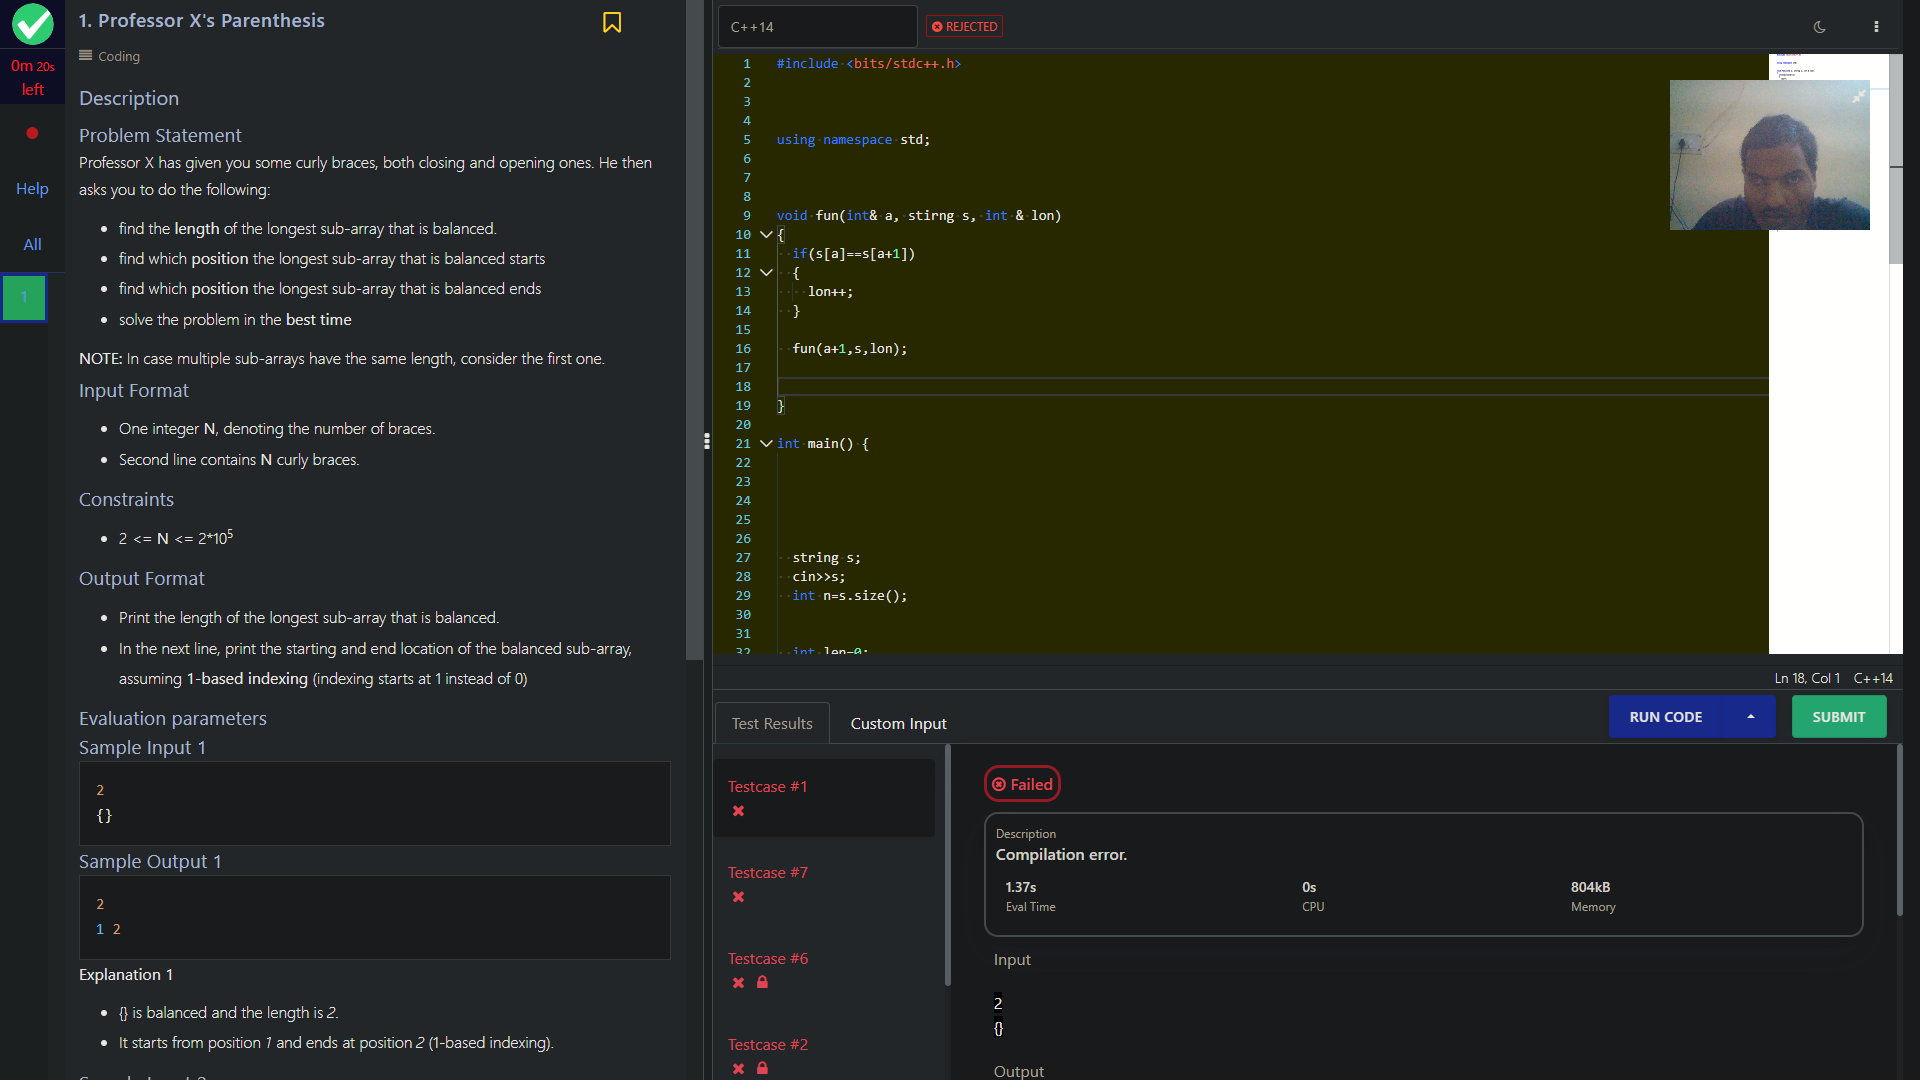 0m 20s
left
Help
All
1
1. Professor X's Parenthesis
Coding
Description
Problem Statement
Professor X has given you some curly braces, both closing and opening ones. He then
asks you to do the following:
find the length of the longest sub-array that is balanced.
find which position the longest sub-array that is balanced starts
find which position the longest sub-array that is balanced ends
solve the problem in the best time
NOTE: In case multiple sub-arrays have the same length, consider the first one.
Input Format
One integer N, denoting the number of braces.
Second line contains N curly braces.
Constraints
2 <= N <= 2*10^5
Output Format
Print the length of the longest sub-array that is balanced.
In the next line, print the starting and end location of the balanced sub-array,
assuming 1-based indexing (indexing starts at 1 instead of 0)
Evaluation parameters
Sample Input 1
2
{}
Sample Output 1
2
1 2
Explanation 1
{} is balanced and the length is 2.
It starts from position 1 and ends at position 2 (1-based indexing).
C++14
REJECTED
1 #include <bits/stdc++.h>
2
3
4
5 using namespace std;
6
7
8
9 void fun(int& a, stirng s, int & lon)
10 {
11 if(s[a]==s[a+1])
12 {
13 lon++;
14 }
15
16 fun(a+1,s,lon);
17
18
19 }
20
21 int main() {
22
23
24
25
26
27 string s;
28 cin>>s;
29 int n=s.size();
30
31
32 int len=0;
Ln 18, Col 1 C++14
Test Results
Custom Input
RUN CODE
SUBMIT
Testcase #1
Testcase #7
Testcase #6
Testcase #2
Failed
Description
Compilation error.
1.37s 0s 804kB
Eval Time CPU Memory
Input
2
{}
Output